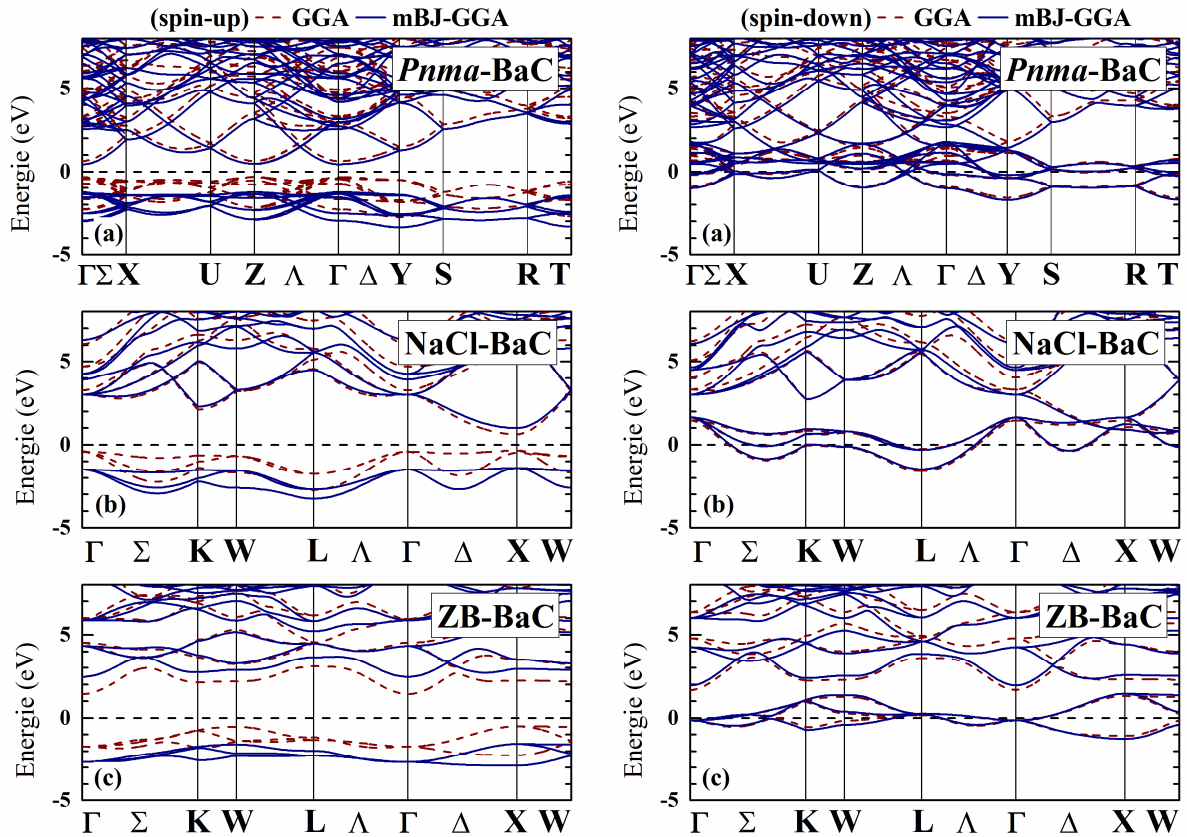 (spin-up) GGA mBJ-GGA
Energie (eV)
5
0
-5
Pnma-BaC
(a)
Γ Σ X U Z Λ Γ Δ Y S R T
Energie (eV)
5
0
-5
NaCl-BaC
(b)
Γ Σ K W L Λ Γ Δ X W
Energie (eV)
5
0
-5
ZB-BaC
(c)
Γ Σ K W L Λ Γ Δ X W
(spin-down) GGA mBJ-GGA
Energie (eV)
5
0
-5
Pnma-BaC
(a)
Γ Σ X U Z Λ Γ Δ Y S R T
Energie (eV)
5
0
-5
NaCl-BaC
(b)
Γ Σ K W L Λ Γ Δ X W
Energie (eV)
5
0
-5
ZB-BaC
(c)
Γ Σ K W L Λ Γ Δ X W